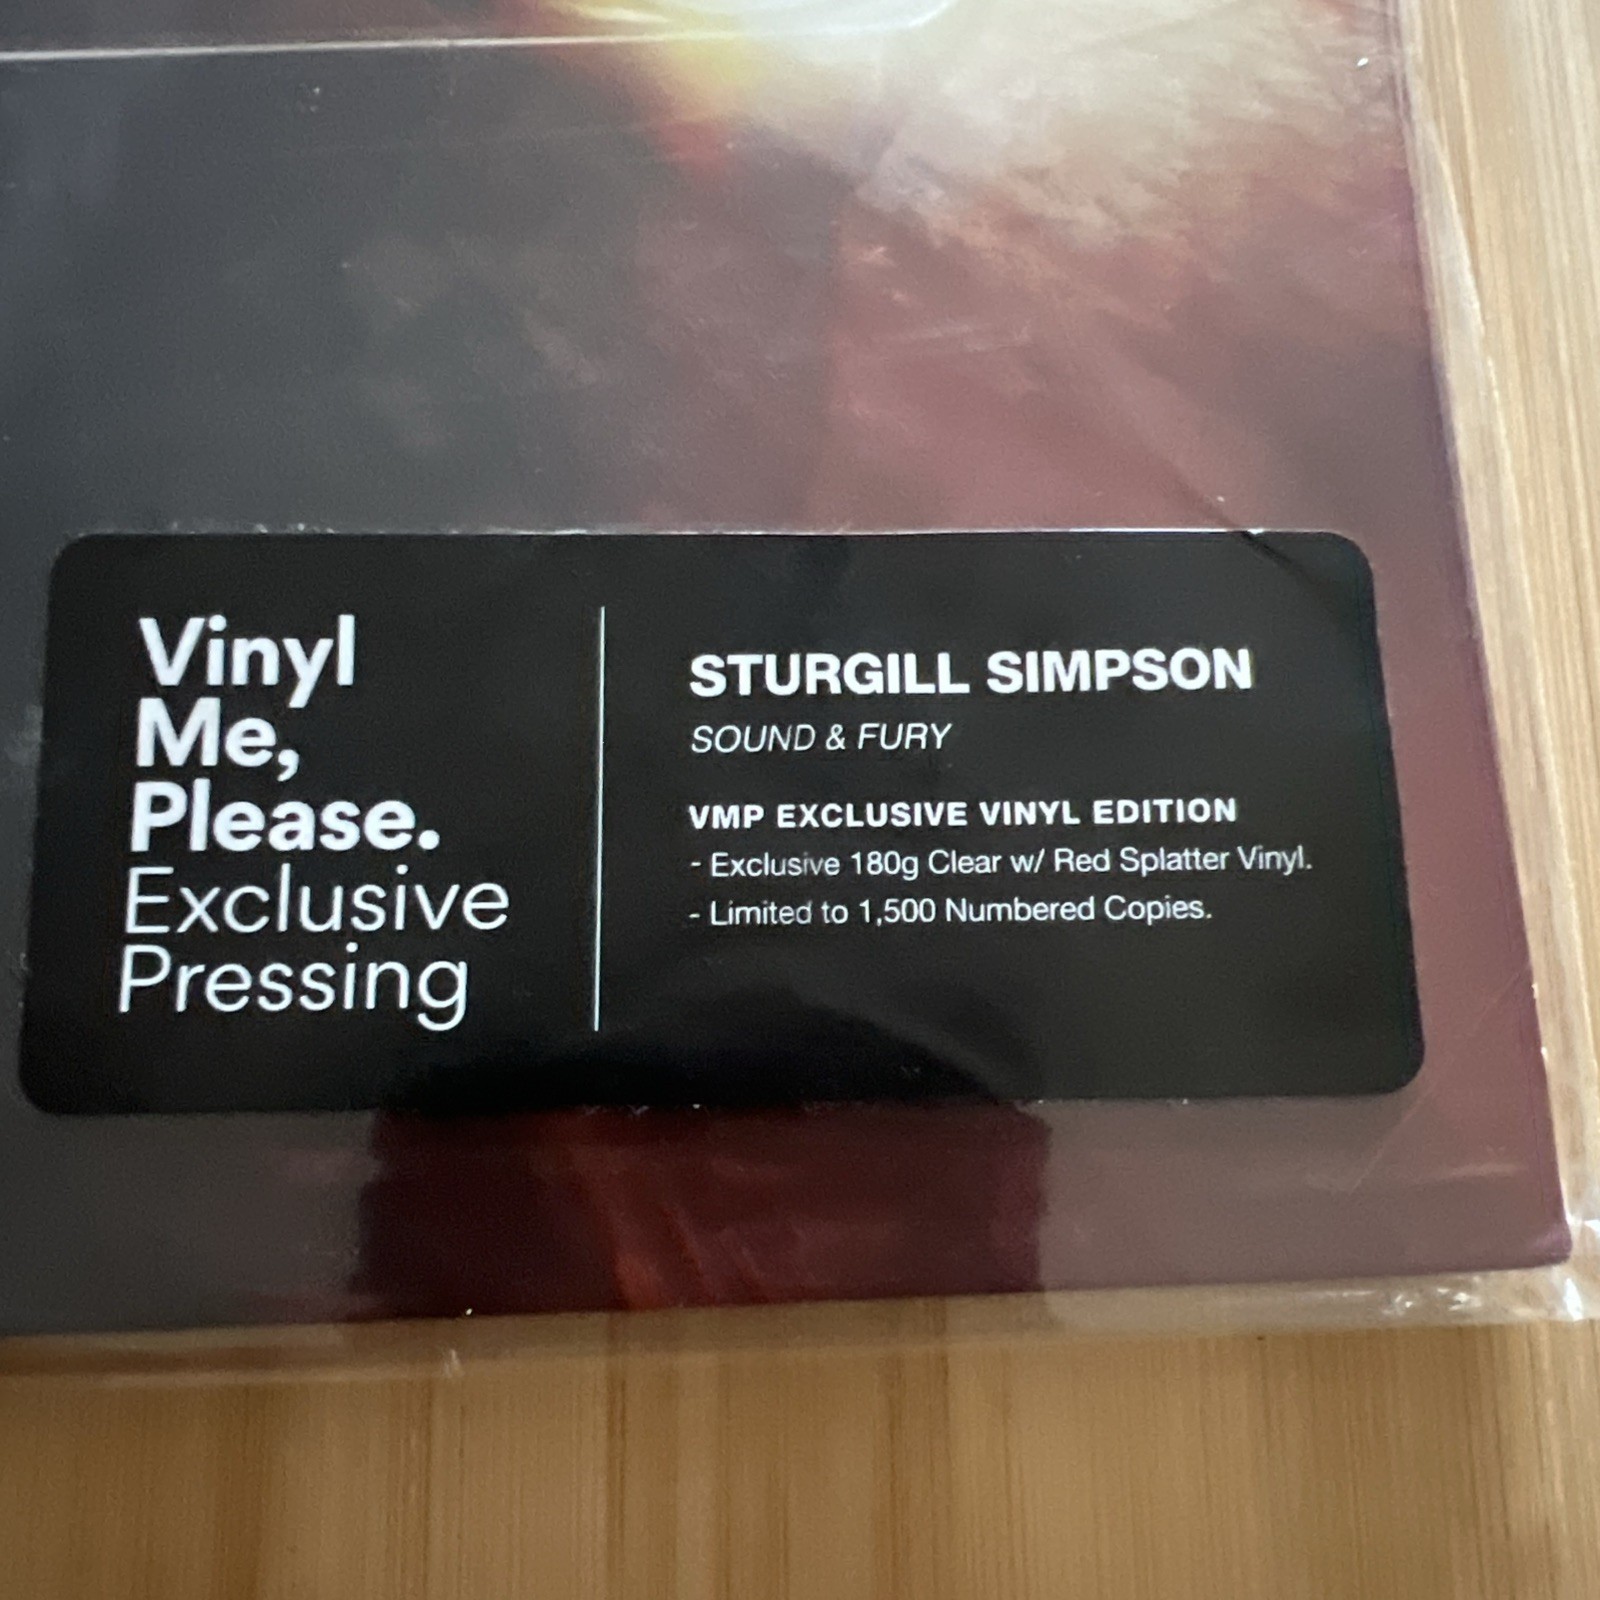 Vinyl
Me,
Please.
Exclusive
Pressing
STURGILL SIMPSON
SOUND & FURY
VMP EXCLUSIVE VINYL EDITION
- Exclusive 180g Clear w/ Red Splatter Vinyl.
- Limited to 1,500 Numbered Copies.